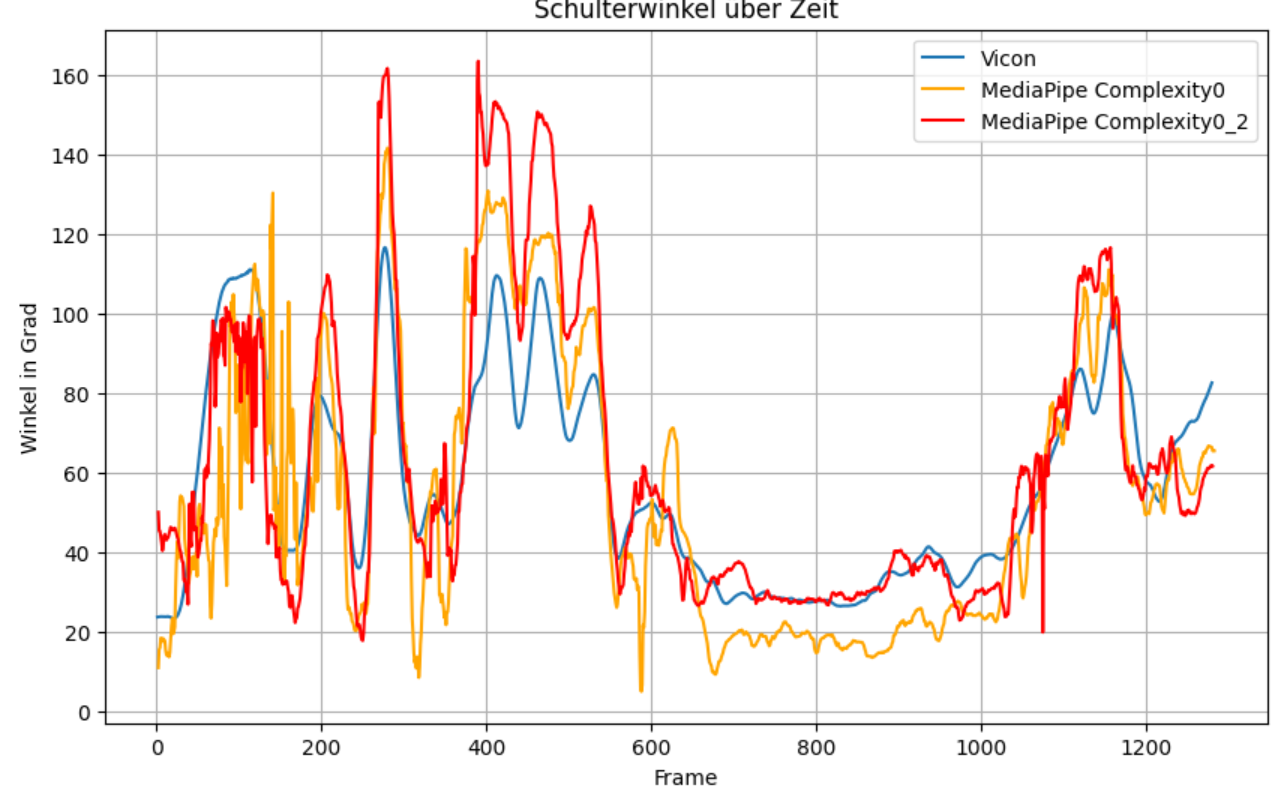 Schulterwinkel über Zeit
Vicon
MediaPipe Complexity0
MediaPipe Complexity0_2
Winkel in Grad
160
140
120
100
80
60
40
20
0
0 200 400 600 800 1000 1200
Frame